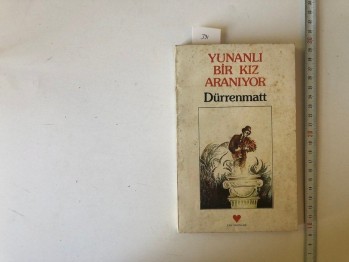 YUNANLI
BİR KIZ
ARANIYOR
Dürrenmatt